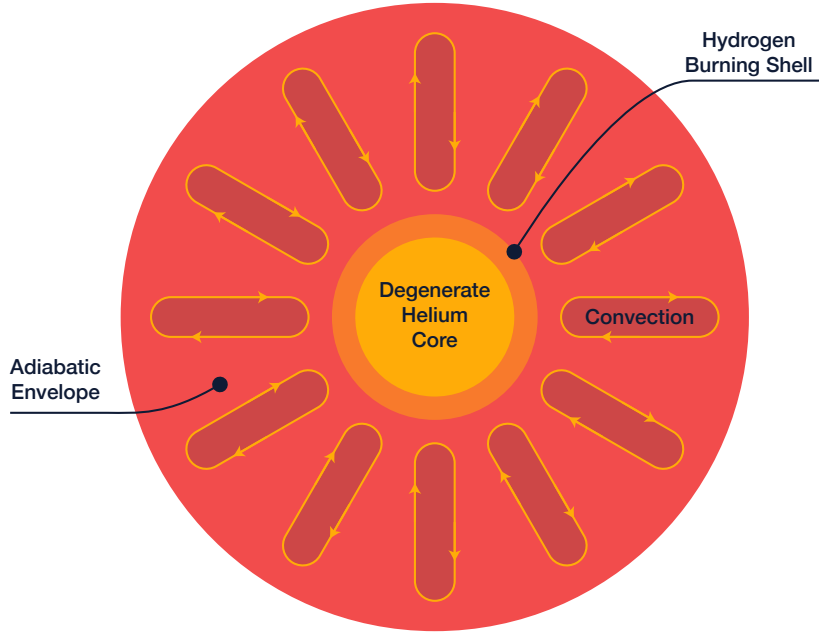 Hydrogen
Burning Shell
Degenerate
Helium
Core
Convection
Adiabatic
Envelope